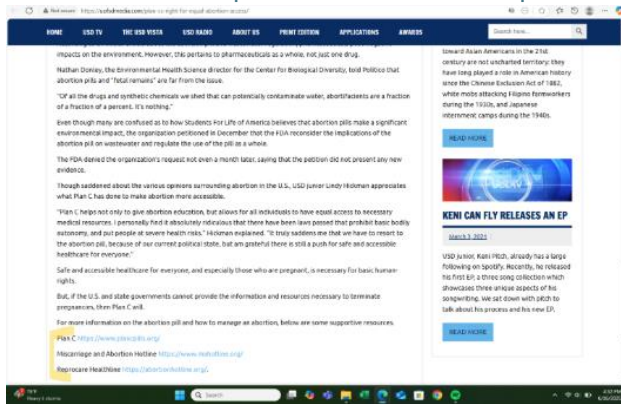 Not secure
https://usdtvdmedia.com/plan-cs-fight-for-equal-abortion-access/
HOME USD TV THE USD VISTA USD RADIO ABOUT US PRINT EDITION APPLICATIONS AWARDS
Search here...
impacts on the environment. However, this pertains to pharmaceuticals as a whole, not just one drug.
Nathan Donley, the Environmental Health Science director for the Center for Biological Diversity, told Politico that
abortion pills and "fetal remains" are far from the issue.
"Of all the drugs and synthetic chemicals we shed that can potentially contaminate water, abortifacients are a fraction
of a fraction of a percent. It's nothing."
Even though many are confused as to how Students For Life of America believes that abortion pills make a significant
environmental impact, the organization petitioned in December that the FDA reconsider the implications of the
abortion pill on wastewater and regulate the use of the pill as a whole.
The FDA denied the organization's request not even a month later, saying that the petition did not present any new
evidence.
Though saddened about the various opinions surrounding abortion in the U.S., USD junior Lindy Hickman appreciates
what Plan C has done to make abortion more accessible.
"Plan C helps not only to give abortion education, but allows for all individuals to have equal access to necessary
medical resources. I personally find it absolutely ridiculous that there have been laws passed that prohibit basic bodily
autonomy, and put people at severe health risks." Hickman explained. "It truly saddens me that we have to resort to
the abortion pill, because of our current political state, but am grateful there is still a push for safe and accessible
healthcare for everyone."
Safe and accessible healthcare for everyone, and especially those who are pregnant, is necessary for basic human
rights.
But, if the U.S. and state governments cannot provide the information and resources necessary to terminate
pregnancies, then Plan C will.
For more information on the abortion pill and how to manage an abortion, below are some supportive resources.
Plan C https://www.plancpills.org/
Miscarriage and Abortion Hotline https://www.mahotline.org/
Reprocare Healthline https://abortionhotline.org/.
toward Asian Americans in the 21st
century are not uncharted territory: they
have long played a role in American history
since the Chinese Exclusion Act of 1882,
white mobs attacking Filipino farmworkers
during the 1930s, and Japanese
internment camps during the 1940s.
READ MORE
KENI CAN FLY RELEASES AN EP
March 3, 2024
USD junior, Keni Pitch, already has a large
following on Spotify. Recently, he released
his first EP, a three song collection which
showcases three unique aspects of his
songwriting. We sat down with pitch to
talk about his process and his new EP.
READ MORE
Search